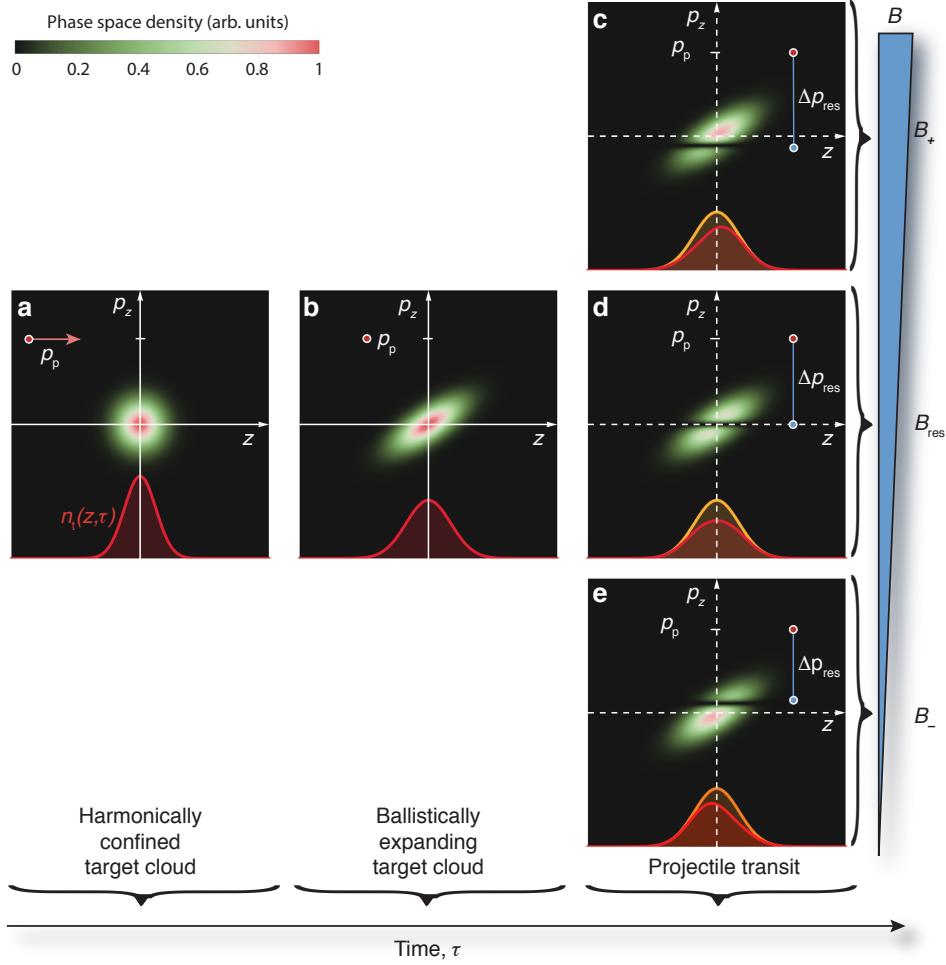 Phase space density (arb. units)
0 0.2 0.4 0.6 0.8 1
c
p_z
p_p
Δp_res
z
B
B_+
a
p_z
p_p
z
n_t(z,τ)
b
p_z
p_p
z
d
p_z
p_p
Δp_res
z
B_res
e
p_z
p_p
Δp_res
z
B_−
Harmonically
confined
target cloud
Ballistically
expanding
target cloud
Projectile transit
Time, τ